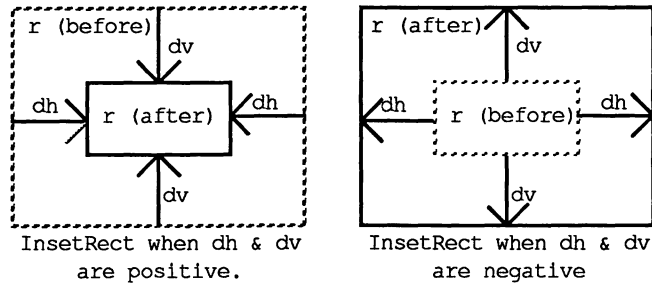 r (before)
dv
dh
dh
r (after)
dv
InsetRect when dh & dv
are positive.
r (after)
dv
dh
dh
r (before)
dv
InsetRect when dh & dv
are negative